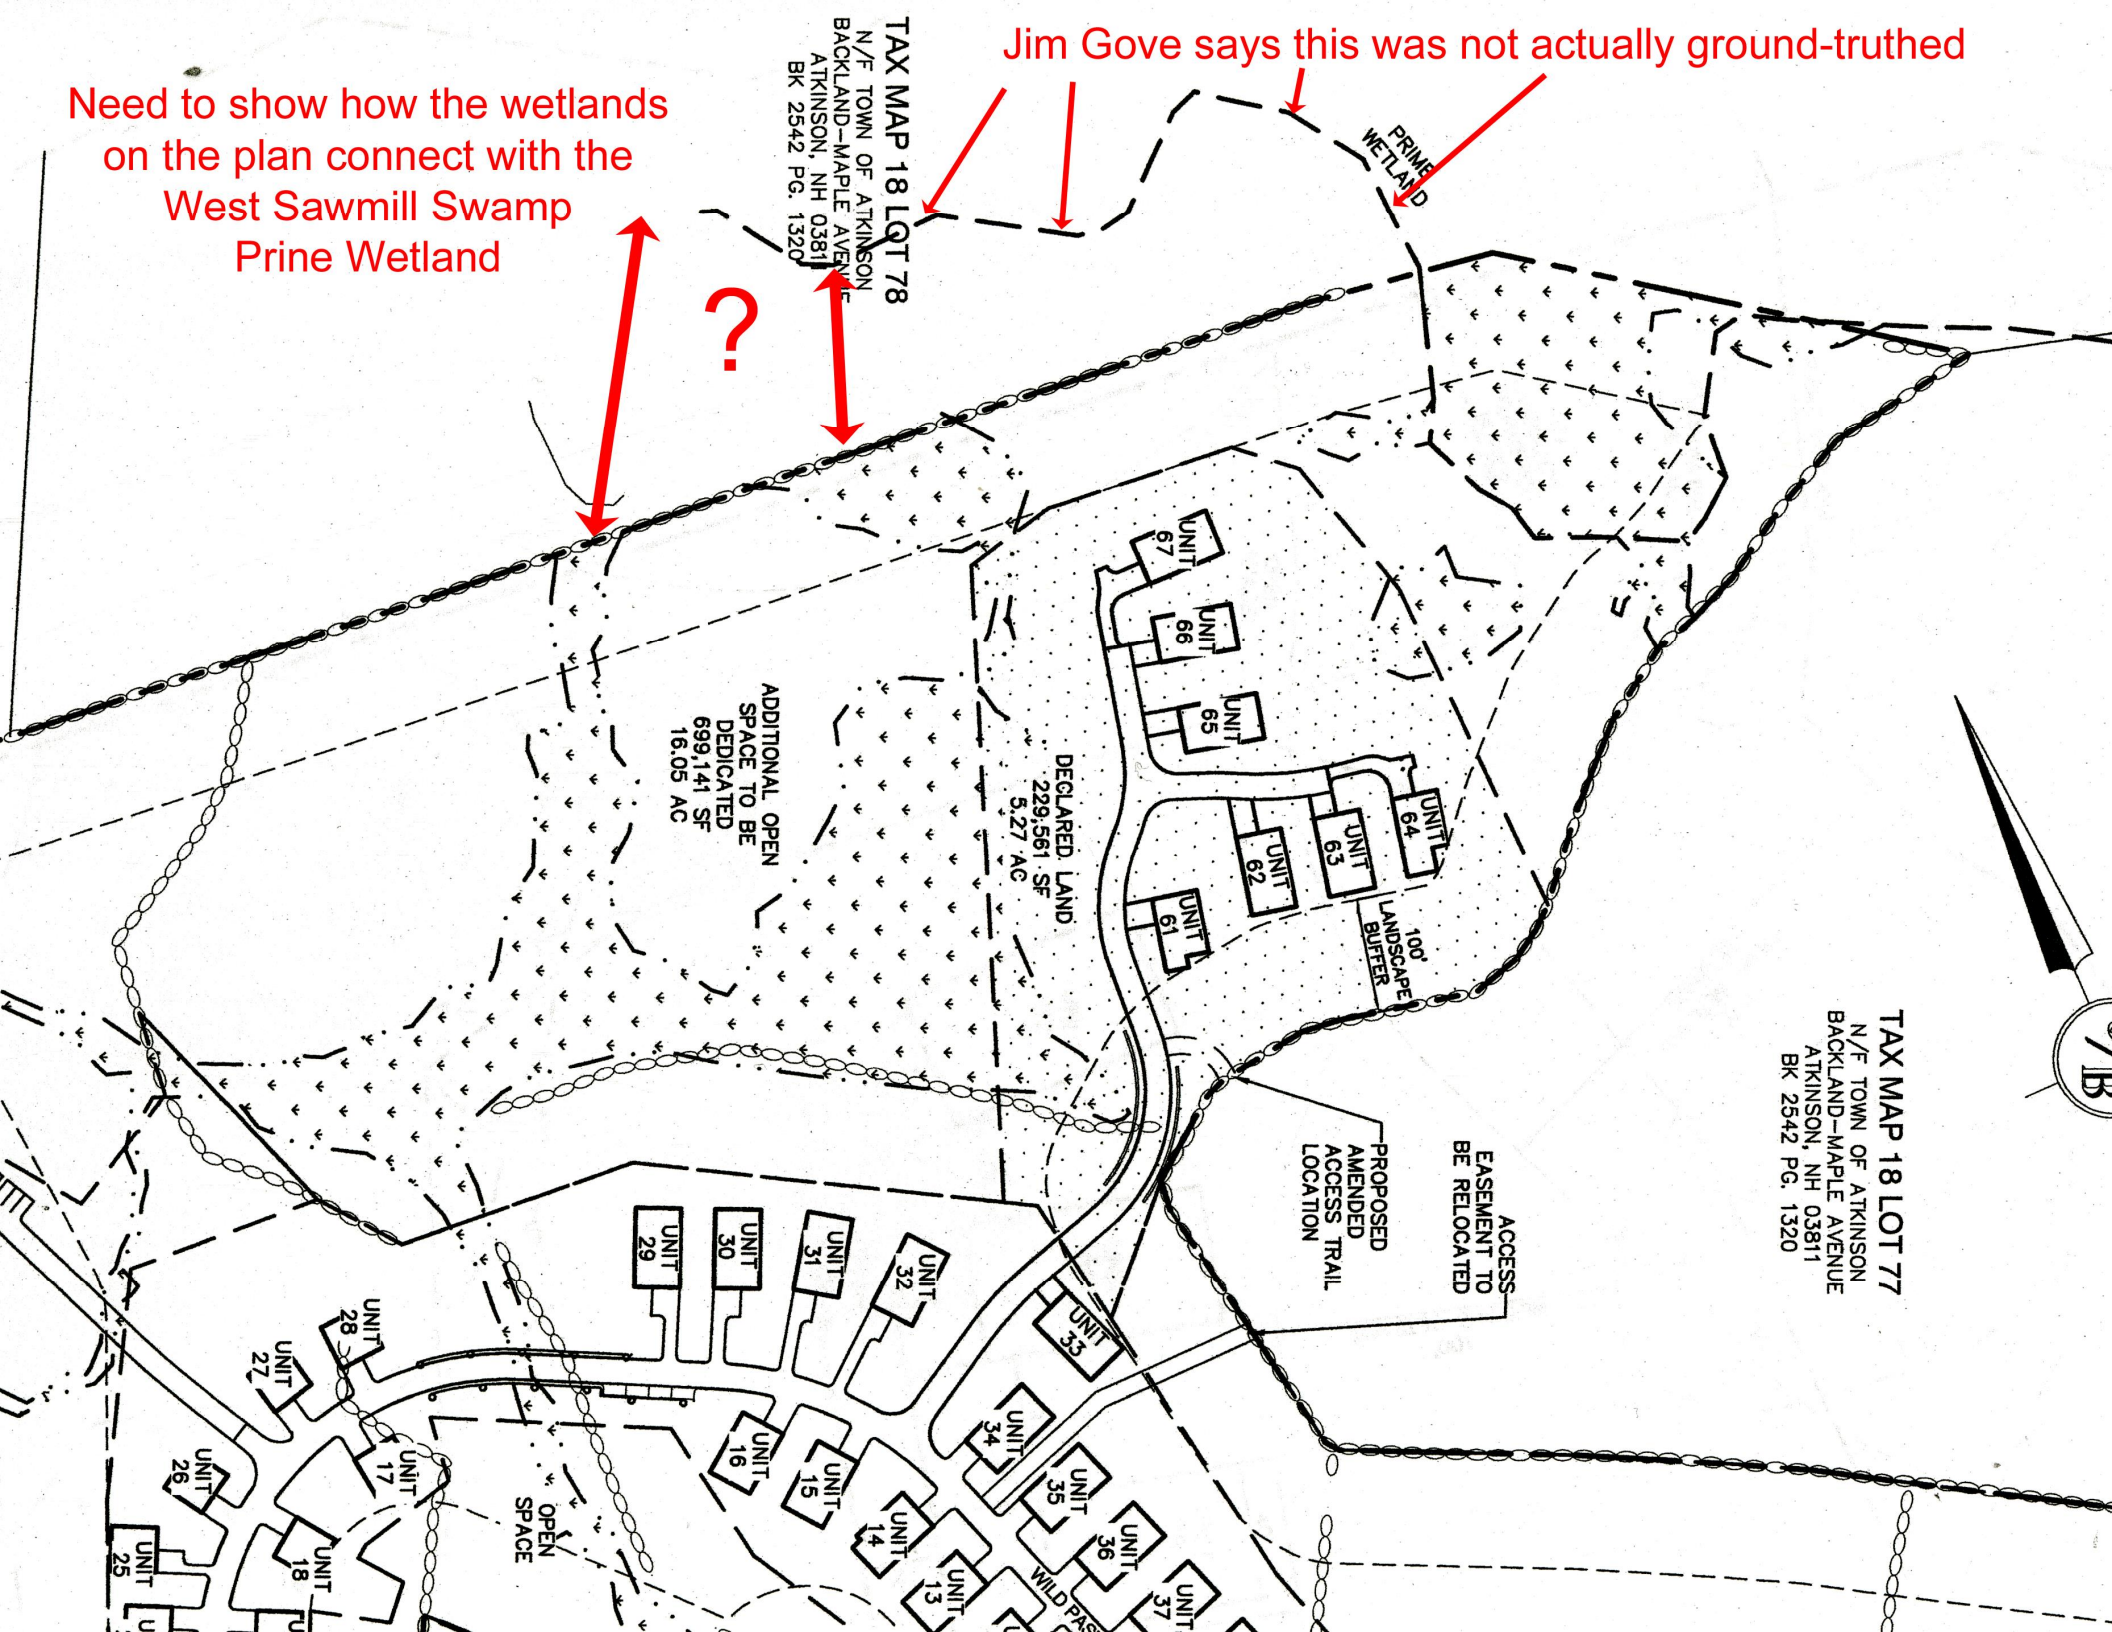 Jim Gove says this was not actually ground-truthed
Need to show how the wetlands
on the plan connect with the
West Sawmill Swamp
Prine Wetland
?
TAX MAP 18 LOT 78
N/F TOWN OF ATKINSON
BACKLAND-MAPLE AVENUE
ATKINSON, NH 03811
BK 2542 PG. 1320
PRIME
WETLAND
UNIT
67
UNIT
66
UNIT
65
UNIT
64
UNIT
63
UNIT
62
UNIT
61
ADDITIONAL OPEN
SPACE TO BE
DEDICATED
699,141 SF
16.05 AC
DECLARED LAND
229,561 SF
5.27 AC
100'
LANDSCAPE
BUFFER
TAX MAP 18 LOT 77
N/F TOWN OF ATKINSON
BACKLAND-MAPLE AVENUE
ATKINSON, NH 03811
BK 2542 PG. 1320
PROPOSED
AMENDED
ACCESS TRAIL
LOCATION
ACCESS
EASEMENT TO
BE RELOCATED
UNIT
29
UNIT
30
UNIT
31
UNIT
32
UNIT
33
UNIT
28
UNIT
27
UNIT
34
UNIT
16
UNIT
15
UNIT
17
UNIT
26
UNIT
35
UNIT
14
UNIT
36
UNIT
25
UNIT
18
OPEN
SPACE
UNIT
13
UNIT
37
WILD PAS